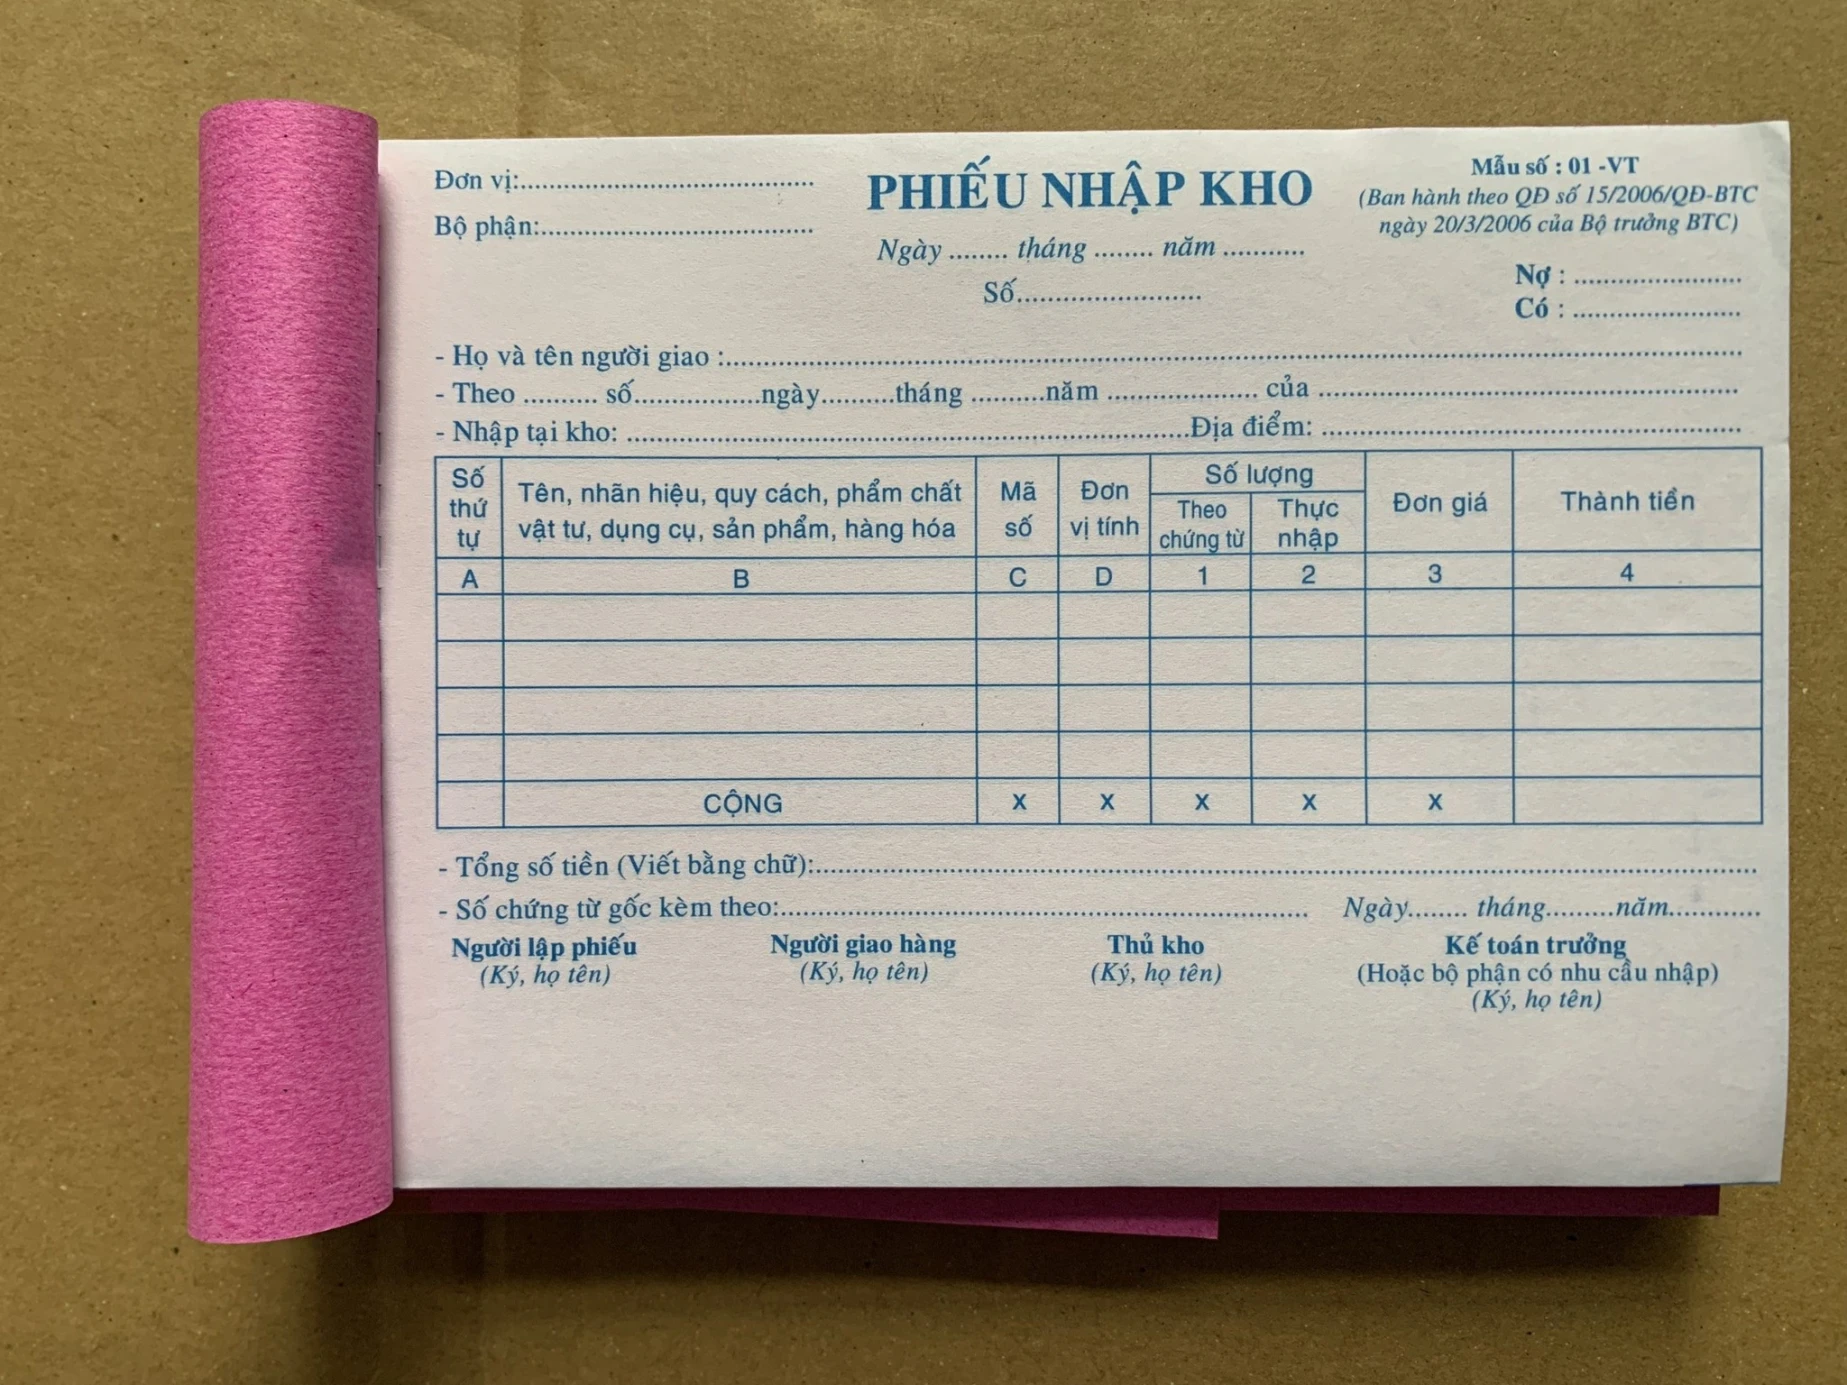 Đơn vị:..........................................
Bộ phận:.......................................
PHIẾU NHẬP KHO
Ngày ........ tháng ........ năm ...........
Số.........................
Mẫu số : 01 -VT
(Ban hành theo QĐ số 15/2006/QĐ-BTC
ngày 20/3/2006 của Bộ trưởng BTC)
Nợ : .......................
Có : .......................
- Họ và tên người giao :..............................................................................
- Theo .......... số.................ngày..........tháng ..........năm ..................... của ..........................................
- Nhập tại kho: ..............................................................Địa điểm: ..........................................
Số thứ tự
Tên, nhãn hiệu, quy cách, phẩm chất
vật tư, dụng cụ, sản phẩm, hàng hóa
Mã số
Đơn vị tính
Số lượng
Theo chứng từ
Thực nhập
Đơn giá
Thành tiền
A B C D 1 2 3 4
CỘNG x x x x x
- Tổng số tiền (Viết bằng chữ):..............................................................................
- Số chứng từ gốc kèm theo:.............................................................. Ngày........ tháng.........năm............
Người lập phiếu Người giao hàng Thủ kho Kế toán trưởng
(Ký, họ tên) (Ký, họ tên) (Ký, họ tên) (Hoặc bộ phận có nhu cầu nhập)
(Ký, họ tên)